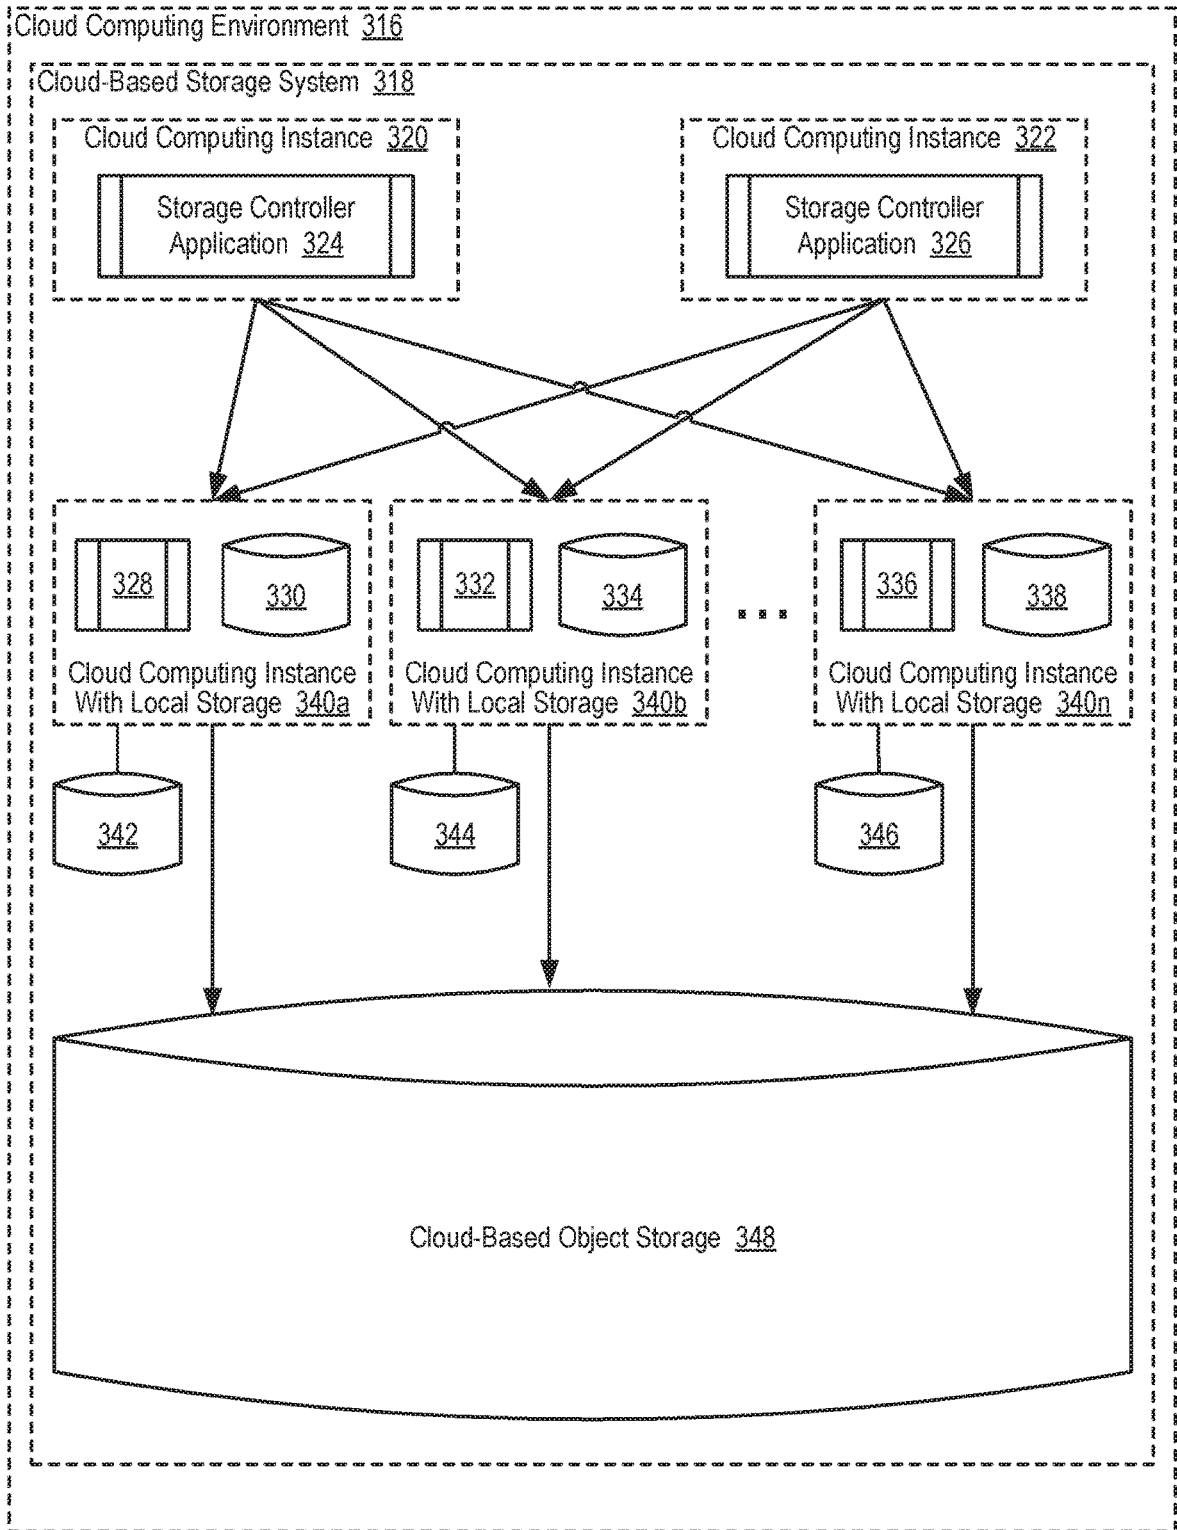 Cloud Computing Environment 316
Cloud-Based Storage System 318
Cloud Computing Instance 320
Storage Controller
Application 324
Cloud Computing Instance 322
Storage Controller
Application 326
328
330
Cloud Computing Instance
With Local Storage 340a
332
334
Cloud Computing Instance
With Local Storage 340b
...
336
338
Cloud Computing Instance
With Local Storage 340n
342
344
346
Cloud-Based Object Storage 348